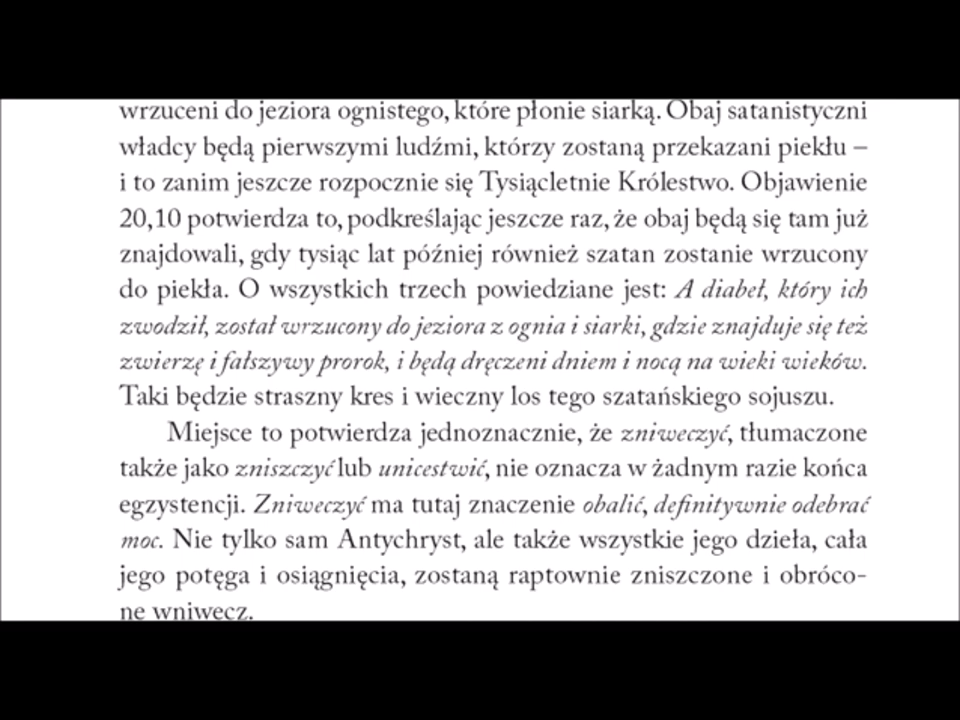 wrzuceni do jeziora ognistego, które płonie siarką. Obaj satanistyczni
władcy będą pierwszymi ludźmi, którzy zostaną przekazani piekłu –
i to zanim jeszcze rozpocznie się Tysiącletnie Królestwo. Objawienie
20,10 potwierdza to, podkreślając jeszcze raz, że obaj będą się tam już
znajdowali, gdy tysiąc lat później również szatan zostanie wrzucony
do piekła. O wszystkich trzech powiedziane jest: A diabeł, który ich
zwodził, został wrzucony do jeziora z ognia i siarki, gdzie znajduje się też
zwierzę i fałszywy prorok, i będą dręczeni dniem i nocą na wieki wieków.
Taki będzie straszny kres i wieczny los tego szatańskiego sojuszu.
Miejsce to potwierdza jednoznacznie, że zniweczyć, tłumaczone
także jako zniszczyć lub unicestwić, nie oznacza w żadnym razie końca
egzystencji. Zniweczyć ma tutaj znaczenie obalić, definitywnie odebrać
moc. Nie tylko sam Antychryst, ale także wszystkie jego dzieła, cała
jego potęga i osiągnięcia, zostaną raptownie zniszczone i obróco-
ne wniwecz.